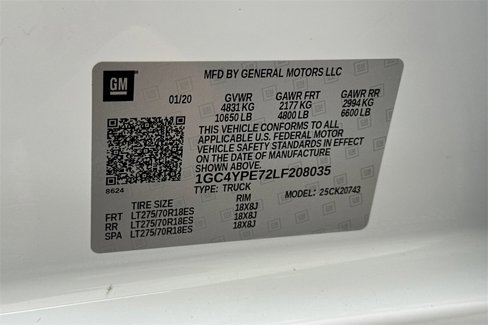 GM
MFD BY GENERAL MOTORS LLC
01/20 GVWR GAWR FRT GAWR RR
4831 KG 2177 KG 2994 KG
10650 LB 4800 LB 6600 LB
THIS VEHICLE CONFORMS TO ALL
APPLICABLE U.S. FEDERAL MOTOR
VEHICLE SAFETY STANDARDS IN EFFECT
ON THE DATE OF MANUFACTURE
SHOWN ABOVE.
1GC4YPE72LF208035
8624 TYPE: TRUCK MODEL: 25CK20743
TIRE SIZE RIM
FRT LT275/70R18ES 18X8J
RR LT275/70R18ES 18X8J
SPA LT275/70R18ES 18X8J